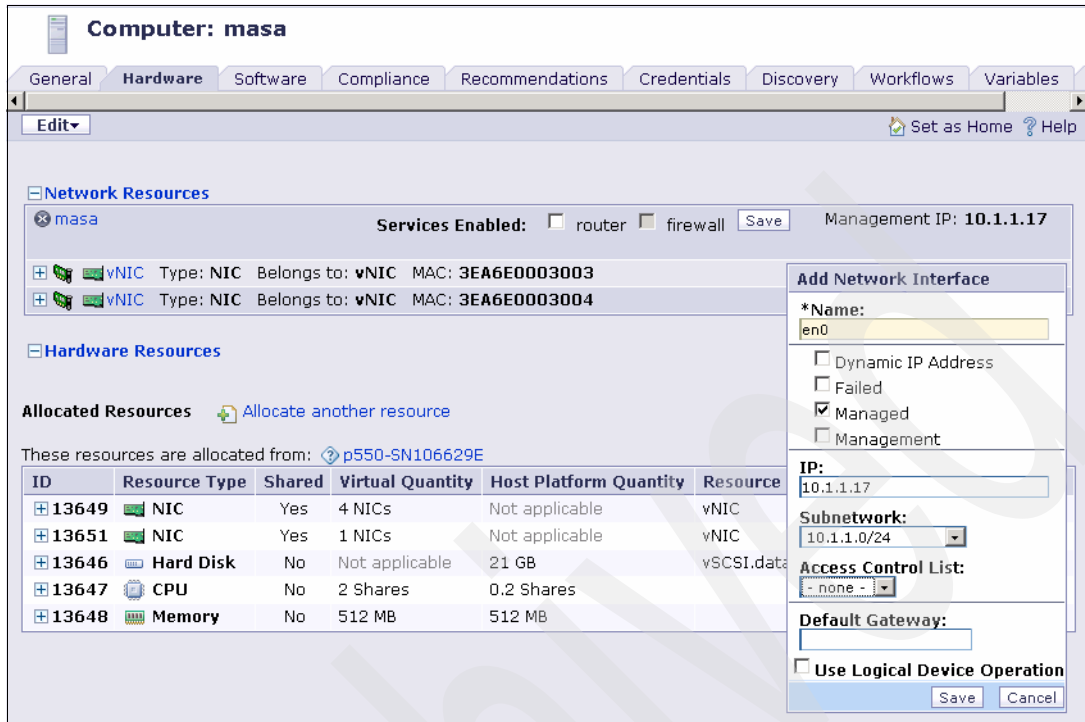 Computer: masa
General Hardware Software Compliance Recommendations Credentials Discovery Workflows Variables
Edit Set as Home ? Help
Network Resources
masa Services Enabled: router firewall Save Management IP: 10.1.1.17
vNIC Type: NIC Belongs to: vNIC MAC: 3EA6E0003003
vNIC Type: NIC Belongs to: vNIC MAC: 3EA6E0003004
Hardware Resources
Allocated Resources Allocate another resource
These resources are allocated from: p550-SN106629E
ID Resource Type Shared Virtual Quantity Host Platform Quantity Resource
13649 NIC Yes 4 NICs Not applicable vNIC
13651 NIC Yes 1 NICs Not applicable vNIC
13646 Hard Disk No Not applicable 21 GB vSCSI.data
13647 CPU No 2 Shares 0.2 Shares
13648 Memory No 512 MB 512 MB
Add Network Interface
*Name:
en0
Dynamic IP Address
Failed
Managed
Management
IP:
10.1.1.17
Subnetwork:
10.1.1.0/24
Access Control List:
- none -
Default Gateway:
Use Logical Device Operation
Save Cancel